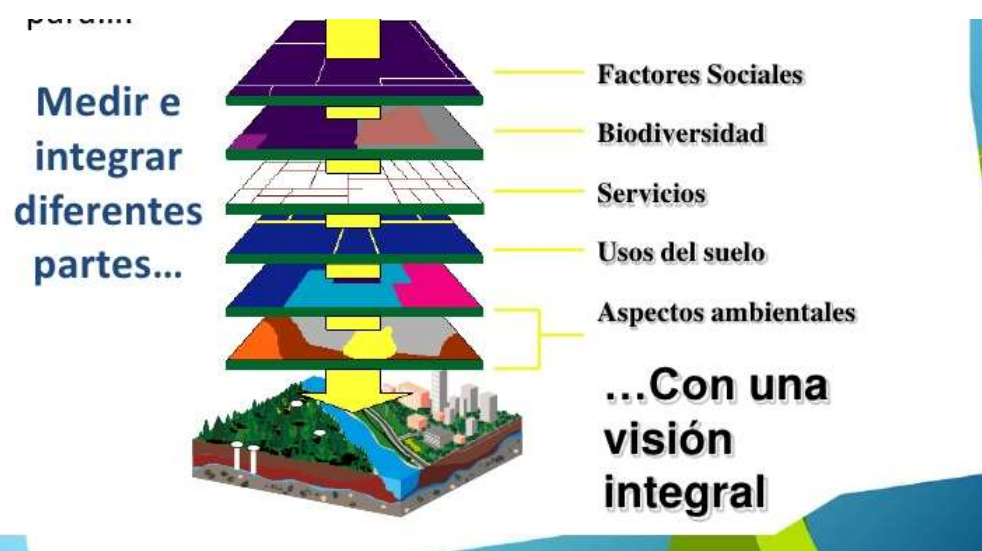 Medir e
integrar
diferentes
partes...
Factores Sociales
Biodiversidad
Servicios
Usos del suelo
Aspectos ambientales
...Con una
visión
integral